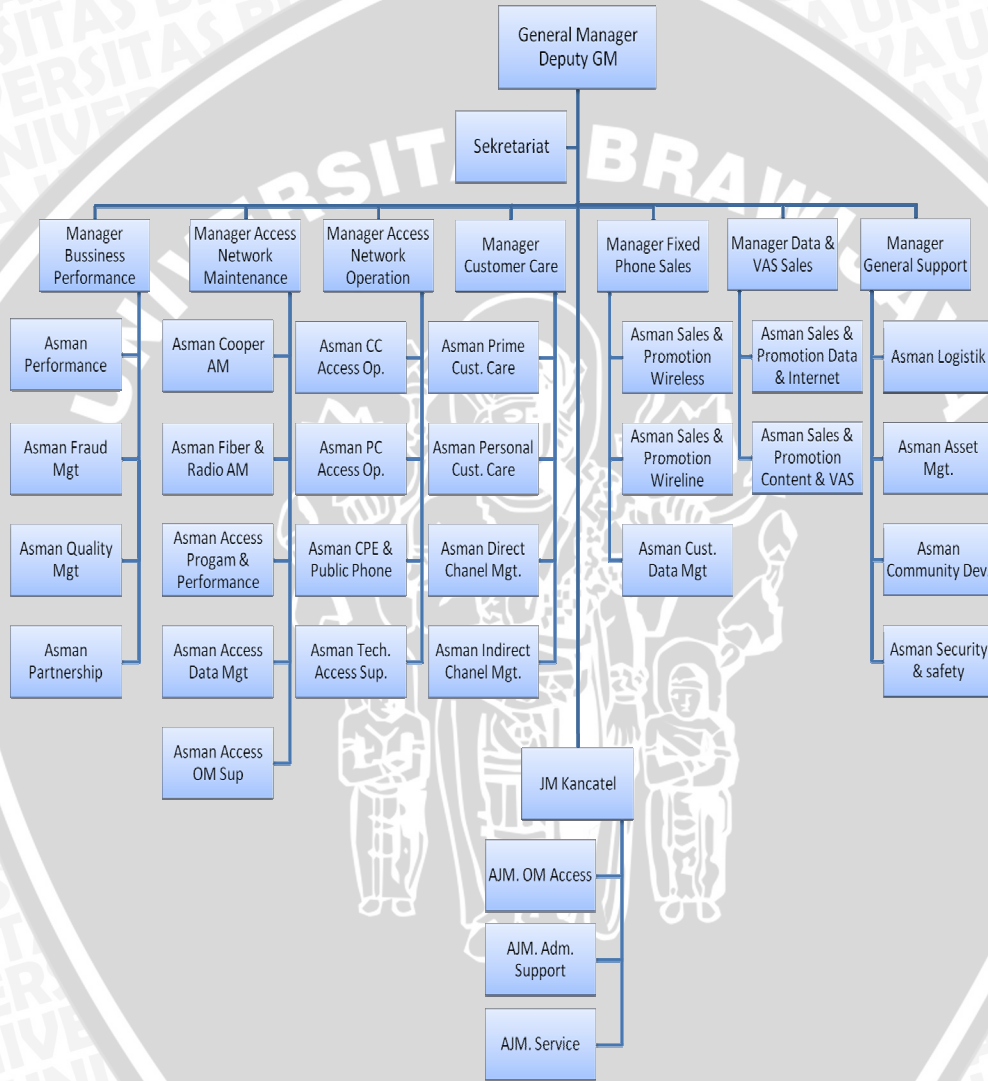 General Manager
Deputy GM
Sekretariat
Manager
Bussiness
Performance
Manager Access
Network
Maintenance
Manager Access
Network
Operation
Manager
Customer Care
Manager Fixed
Phone Sales
Manager Data &
VAS Sales
Manager
General Support
Asman
Performance
Asman Fraud
Mgt
Asman Quality
Mgt
Asman
Partnership
Asman Cooper
AM
Asman Fiber &
Radio AM
Asman Access
Progam &
Performance
Asman Access
Data Mgt
Asman Access
OM Sup
Asman CC
Access Op.
Asman PC
Access Op.
Asman CPE &
Public Phone
Asman Tech.
Access Sup.
Asman Prime
Cust. Care
Asman Personal
Cust. Care
Asman Direct
Chanel Mgt.
Asman Indirect
Chanel Mgt.
Asman Sales &
Promotion
Wireless
Asman Sales &
Promotion
Wireline
Asman Cust.
Data Mgt
Asman Sales &
Promotion Data
& Internet
Asman Sales &
Promotion
Content & VAS
Asman Logistik
Asman Asset
Mgt.
Asman
Community Dev.
Asman Security
& safety
JM Kancatel
AJM. OM Access
AJM. Adm.
Support
AJM. Service
UNIVERSITAS BRAWIJAYA